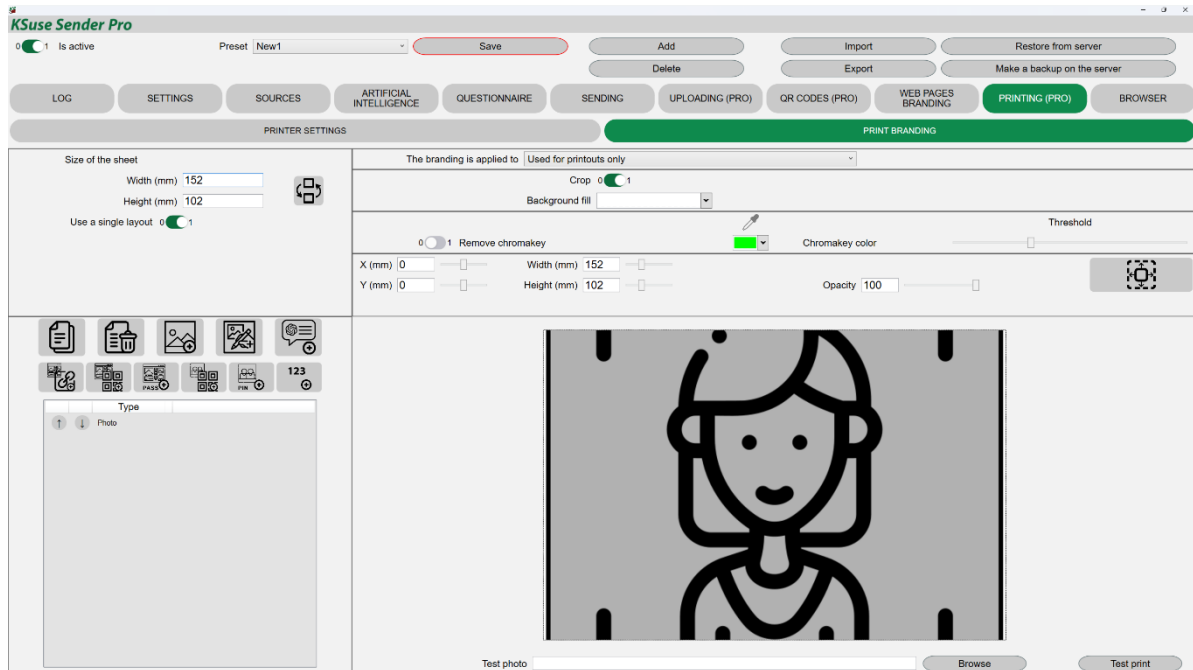 KSuse Sender Pro
0 1 Is active Preset New1 Save Add Import Restore from server
Delete Export Make a backup on the server
LOG SETTINGS SOURCES ARTIFICIAL INTELLIGENCE QUESTIONNAIRE SENDING UPLOADING (PRO) QR CODES (PRO) WEB PAGES BRANDING PRINTING (PRO) BROWSER
PRINTER SETTINGS PRINT BRANDING
Size of the sheet
Width (mm) 152
Height (mm) 102
Use a single layout 0 1
The branding is applied to Used for printouts only
Crop 0 1
Background fill
Threshold
0 1 Remove chromakey Chromakey color
X (mm) 0 Width (mm) 152
Y (mm) 0 Height (mm) 102 Opacity 100
PASS PIN 123
Type
Photo
Test photo Browse Test print